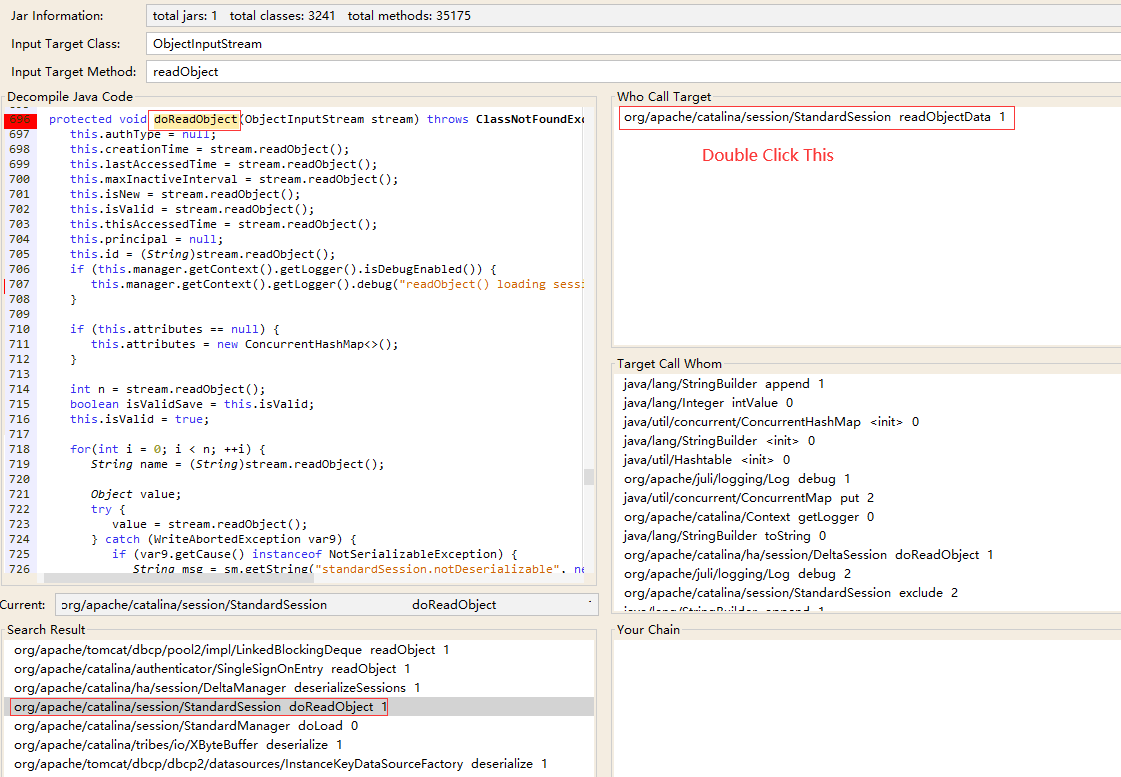 Jar Information:
total jars: 1 total classes: 3241 total methods: 35175
Input Target Class:
ObjectInputStream
Input Target Method:
readObject
Decompile Java Code
696 protected void doReadObject(ObjectInputStream stream) throws ClassNotFoundEx
697 this.authType = null;
698 this.creationTime = stream.readObject();
699 this.lastAccessedTime = stream.readObject();
700 this.maxInactiveInterval = stream.readObject();
701 this.isNew = stream.readObject();
702 this.isValid = stream.readObject();
703 this.thisAccessedTime = stream.readObject();
704 this.principal = null;
705 this.id = (String)stream.readObject();
706 if (this.manager.getContext().getLogger().isDebugEnabled()) {
707 this.manager.getContext().getLogger().debug("readObject() loading sess
708 }
709
710 if (this.attributes == null) {
711 this.attributes = new ConcurrentHashMap<>();
712 }
713
714 int n = stream.readObject();
715 boolean isValidSave = this.isValid;
716 this.isValid = true;
717
718 for(int i = 0; i < n; ++i) {
719 String name = (String)stream.readObject();
720
721 Object value;
722 try {
723 value = stream.readObject();
724 } catch (WriteAbortedException var9) {
725 if (var9.getCause() instanceof NotSerializableException) {
726 String msg = sm.getString("standardSession.notDeserializable", ne
Current:
org/apache/catalina/session/StandardSession doReadObject
Search Result
org/apache/tomcat/dbcp/pool2/impl/LinkedBlockingDeque readObject 1
org/apache/catalina/authenticator/SingleSignOnEntry readObject 1
org/apache/catalina/ha/session/DeltaManager deserializeSessions 1
org/apache/catalina/session/StandardSession doReadObject 1
org/apache/catalina/session/StandardManager doLoad 0
org/apache/catalina/tribes/io/XByteBuffer deserialize 1
org/apache/tomcat/dbcp/dbcp2/datasources/InstanceKeyDataSourceFactory deserialize 1
Who Call Target
org/apache/catalina/session/StandardSession readObjectData 1
Double Click This
Target Call Whom
java/lang/StringBuilder append 1
java/lang/Integer intValue 0
java/util/concurrent/ConcurrentHashMap <init> 0
java/lang/StringBuilder <init> 0
java/util/Hashtable <init> 0
org/apache/juli/logging/Log debug 1
java/util/concurrent/ConcurrentMap put 2
org/apache/catalina/Context getLogger 0
java/lang/StringBuilder toString 0
org/apache/catalina/ha/session/DeltaSession doReadObject 1
org/apache/juli/logging/Log debug 2
org/apache/catalina/session/StandardSession exclude 2
java/lang/StringBuilder append 1
Your Chain